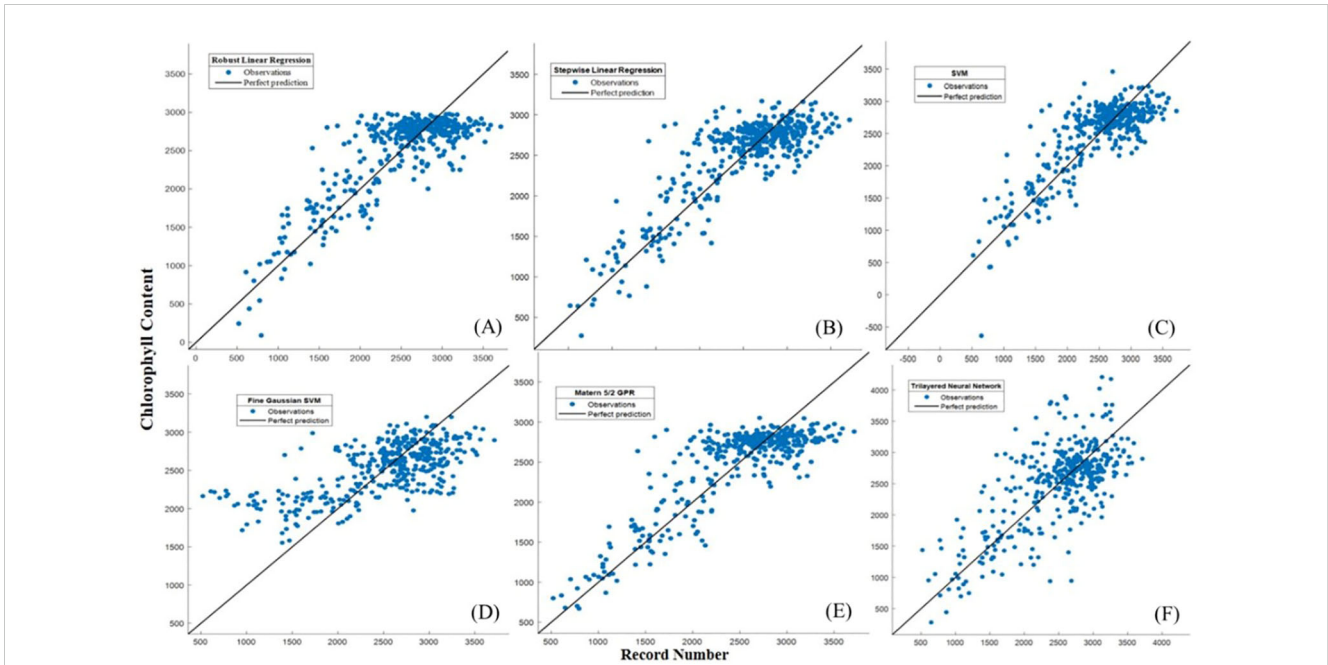 Chlorophyll Content
Robust Linear Regression
Observations
Perfect prediction
3500
3000
2500
2000
1500
1000
500
0
0 500 1000 1500 2000 2500 3000 3500
(A)
Stepwise Linear Regression
Observations
Perfect prediction
3500
3000
2500
2000
1500
1000
500
(B)
SVM
Observations
Perfect prediction
3500
3000
2500
2000
1500
1000
500
0
-500
-500 0 500 1000 1500 2000 2500 3000 3500
(C)
Fine Gaussian SVM
Observations
Perfect prediction
3500
3000
2500
2000
1500
1000
500
500 1000 1500 2000 2500 3000 3500
(D)
Matern 5/2 GPR
Observations
Perfect prediction
3500
3000
2500
2000
1500
1000
500
500 1000 1500 2000 2500 3000 3500
(E)
Trilayered Neural Network
Observations
Perfect prediction
4000
3500
3000
2500
2000
1500
1000
500
500 1000 1500 2000 2500 3000 3500 4000
(F)
Record Number